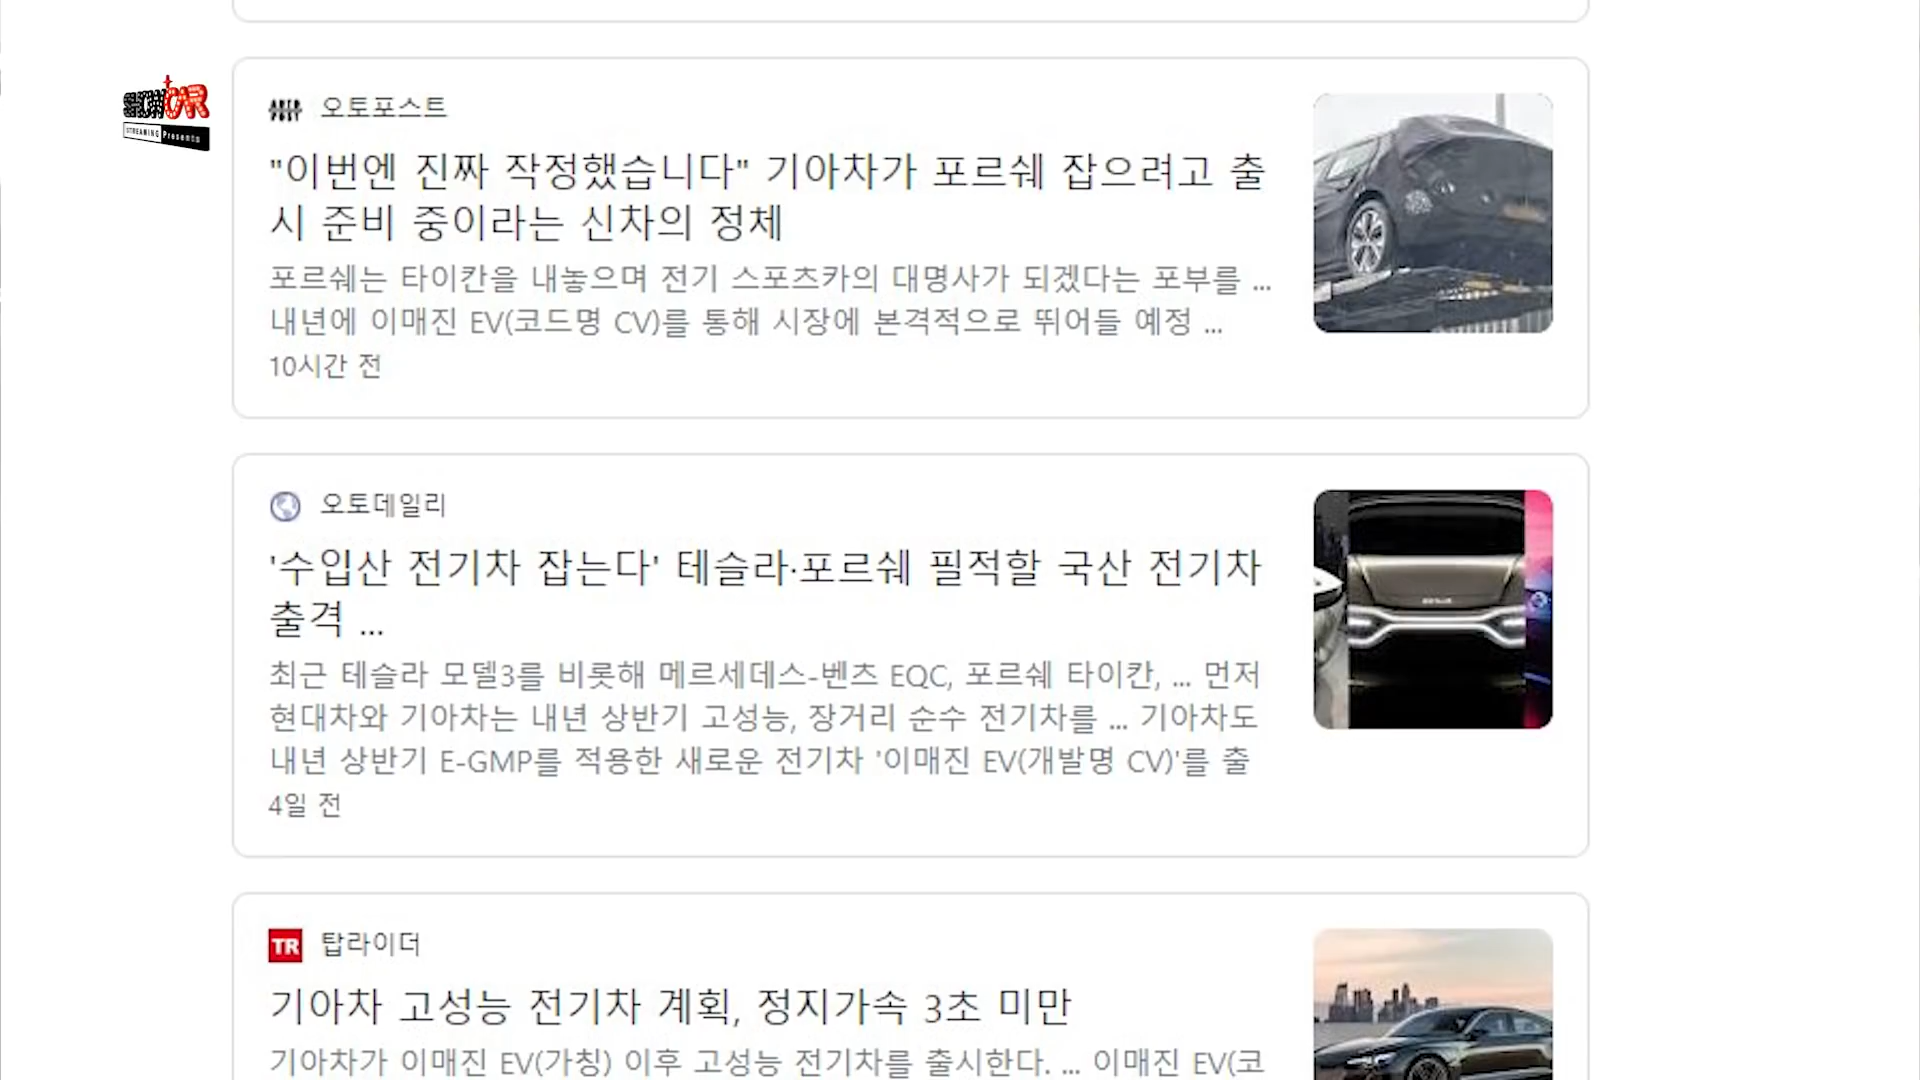 SHOWCAR
STREAMING Presents
AUTO POST 오토포스트
"이번엔 진짜 작정했습니다" 기아차가 포르쉐 잡으려고 출
시 준비 중이라는 신차의 정체
포르쉐는 타이칸을 내놓으며 전기 스포츠카의 대명사가 되겠다는 포부를 ...
내년에 이매진 EV(코드명 CV)를 통해 시장에 본격적으로 뛰어들 예정 ...
10시간 전
오토데일리
'수입산 전기차 잡는다' 테슬라·포르쉐 필적할 국산 전기차
출격 ...
최근 테슬라 모델3를 비롯해 메르세데스-벤츠 EQC, 포르쉐 타이칸, ... 먼저
현대차와 기아차는 내년 상반기 고성능, 장거리 순수 전기차를 ... 기아차도
내년 상반기 E-GMP를 적용한 새로운 전기차 '이매진 EV(개발명 CV)'를 출
4일 전
TR 탑라이더
기아차 고성능 전기차 계획, 정지가속 3초 미만
기아차가 이매진 EV(가칭) 이후 고성능 전기차를 출시한다. ... 이매진 EV(코